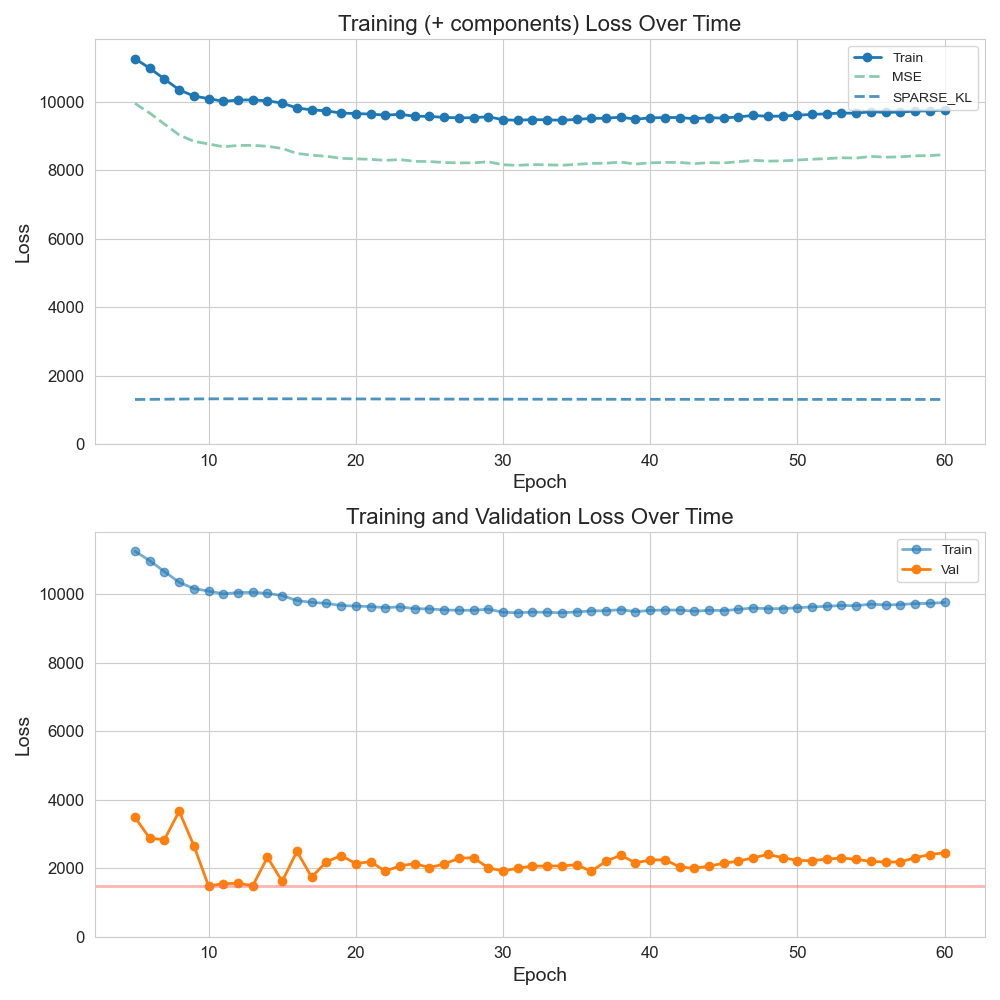 Training (+ components) Loss Over Time
Train
MSE
SPARSE_KL
10000
8000
6000
4000
2000
0
Loss
10 20 30 40 50 60
Epoch
Training and Validation Loss Over Time
Train
Val
10000
8000
6000
4000
2000
0
Loss
10 20 30 40 50 60
Epoch